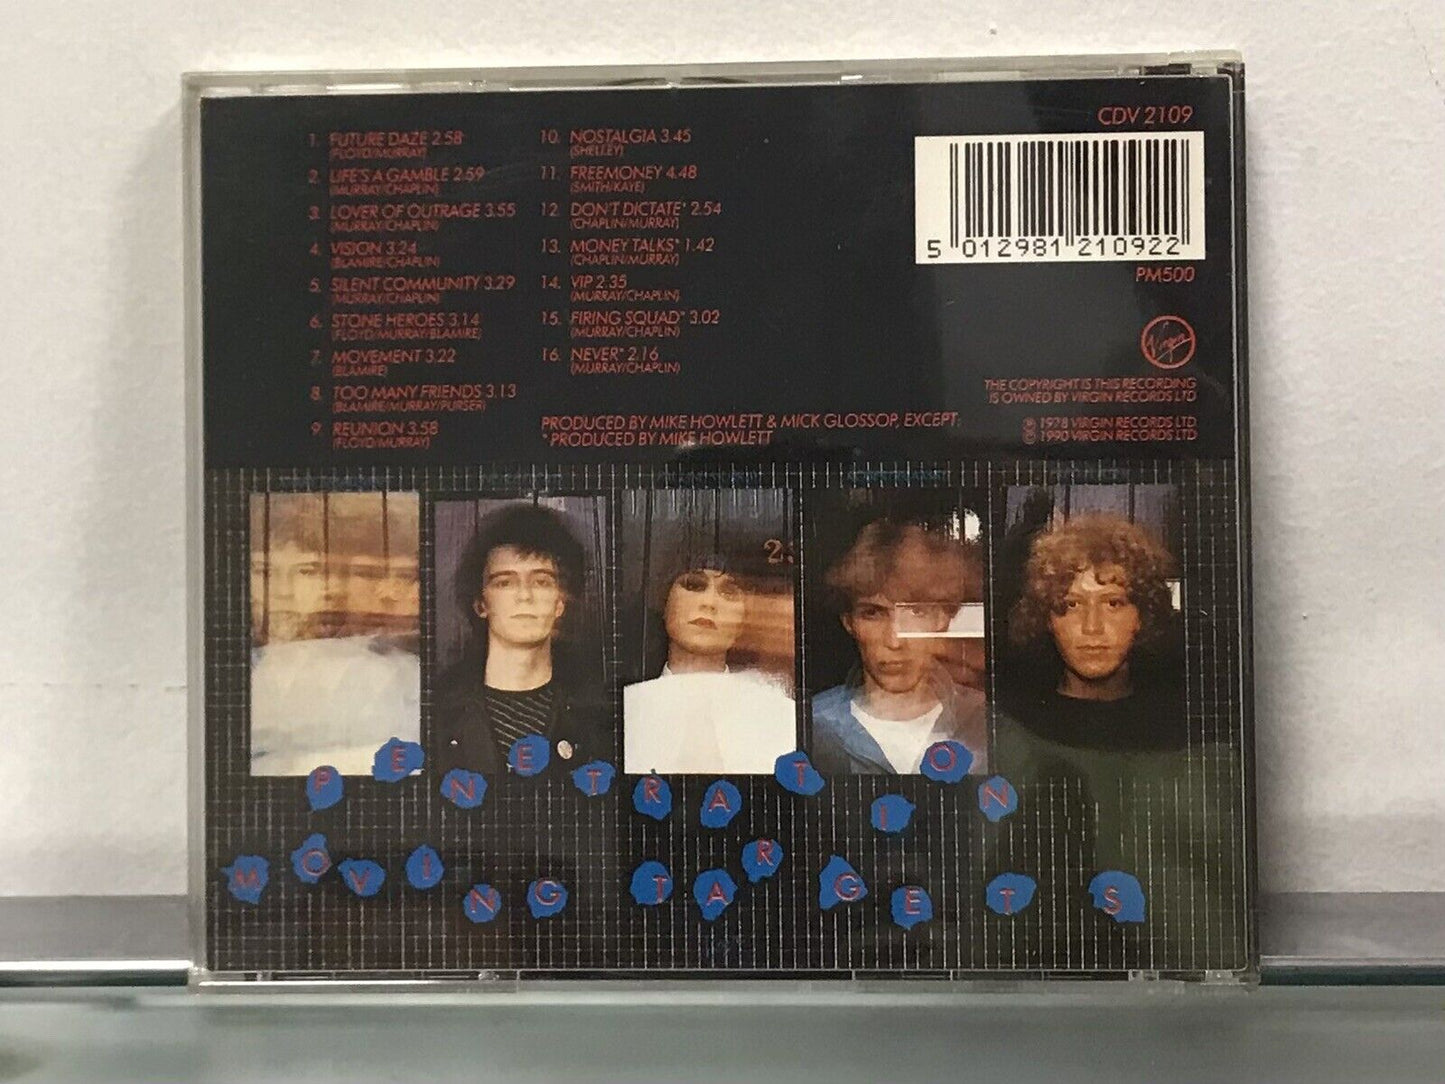 1. FUTURE DAZE 2.58
(FLOYD/MURRAY)
2. LIFE'S A GAMBLE 2.59
(MURRAY/CHAPLIN)
3. LOVER OF OUTRAGE 3.55
(MURRAY/CHAPLIN)
4. VISION 3.24
(BLAMIRE/CHAPLIN)
5. SILENT COMMUNITY 3.29
(MURRAY/CHAPLIN)
6. STONE HEROES 3.14
(FLOYD/MURRAY/BLAMIRE)
7. MOVEMENT 3.22
(BLAMIRE)
8. TOO MANY FRIENDS 3.13
(BLAMIRE/MURRAY/PURSER)
9. REUNION 3.58
(FLOYD/MURRAY)
10. NOSTALGIA 3.45
(SHELLEY)
11. FREEMONEY 4.48
(SMITH/KAYE)
12. DON'T DICTATE* 2.54
(CHAPLIN/MURRAY)
13. MONEY TALKS* 1.42
(CHAPLIN/MURRAY)
14. VIP 2.35
(MURRAY/CHAPLIN)
15. FIRING SQUAD* 3.02
(MURRAY/CHAPLIN)
16. NEVER* 2.16
(MURRAY/CHAPLIN)
PRODUCED BY MIKE HOWLETT & MICK GLOSSOP, EXCEPT:
*PRODUCED BY MIKE HOWLETT
CDV 2109
5 012981 210922
PM500
Virgin
THE COPYRIGHT IS THIS RECORDING
IS OWNED BY VIRGIN RECORDS LTD
℗ 1978 VIRGIN RECORDS LTD
© 1990 VIRGIN RECORDS LTD
PENETRATION
MOVING TARGETS